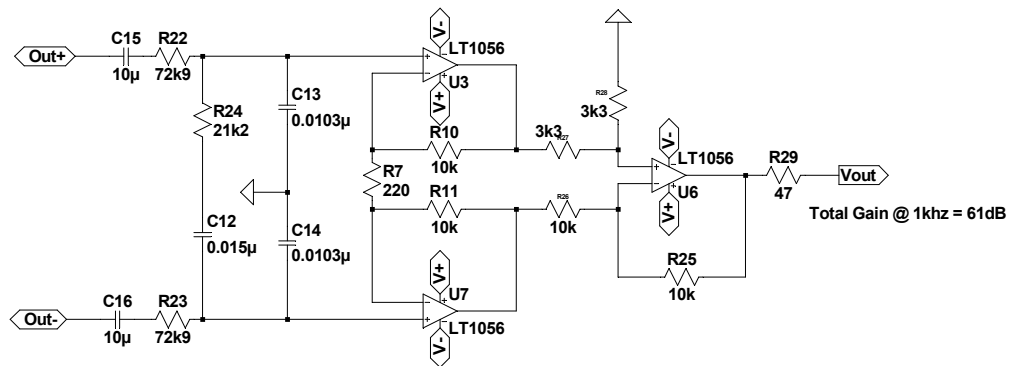 Out+
C15
10µ
R22
72k9
R24
21k2
C13
0.0103µ
C12
0.015µ
C14
0.0103µ
Out-
C16
10µ
R23
72k9
V-
LT1056
U3
V+
R10
10k
R7
220
R11
10k
V+
U7
LT1056
V-
3k3
R27
R28
3k3
R26
10k
V-
LT1056
U6
V+
R25
10k
R29
47
Vout
Total Gain @ 1khz = 61dB